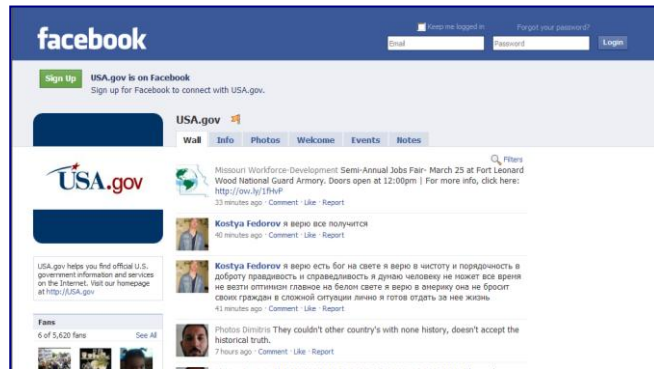 facebook
Keep me logged in
Forgot your password?
Email
Password
Login
Sign Up
USA.gov is on Facebook
Sign up for Facebook to connect with USA.gov.
USA.gov
Wall Info Photos Welcome Events Notes
Filters
USA.gov
Missouri Workforce-Development Semi-Annual Jobs Fair- March 25 at Fort Leonard
Wood National Guard Armory. Doors open at 12:00pm | For more info, click here:
http://ow.ly/1fHvP
33 minutes ago · Comment · Like · Report
Kostya Fedorov я верю все получится
40 minutes ago · Comment · Like · Report
Kostya Fedorov я верю есть бог на свете я верю в чистоту и порядочность в
доброту правдивость и справедливость я думаю человеку не может все время
не везти оптимизм главное на белом свете я верю в америку она не бросит
своих граждан в сложной ситуации лично я готов отдать за нее жизнь
41 minutes ago · Comment · Like · Report
Photos Dimitris They couldn't other country's with none history, doesn't accept the
historical truth.
7 hours ago · Comment · Like · Report
USA.gov helps you find official U.S.
government information and services
on the Internet. Visit our homepage
at http://USA.gov
Fans
6 of 5,620 fans
See All